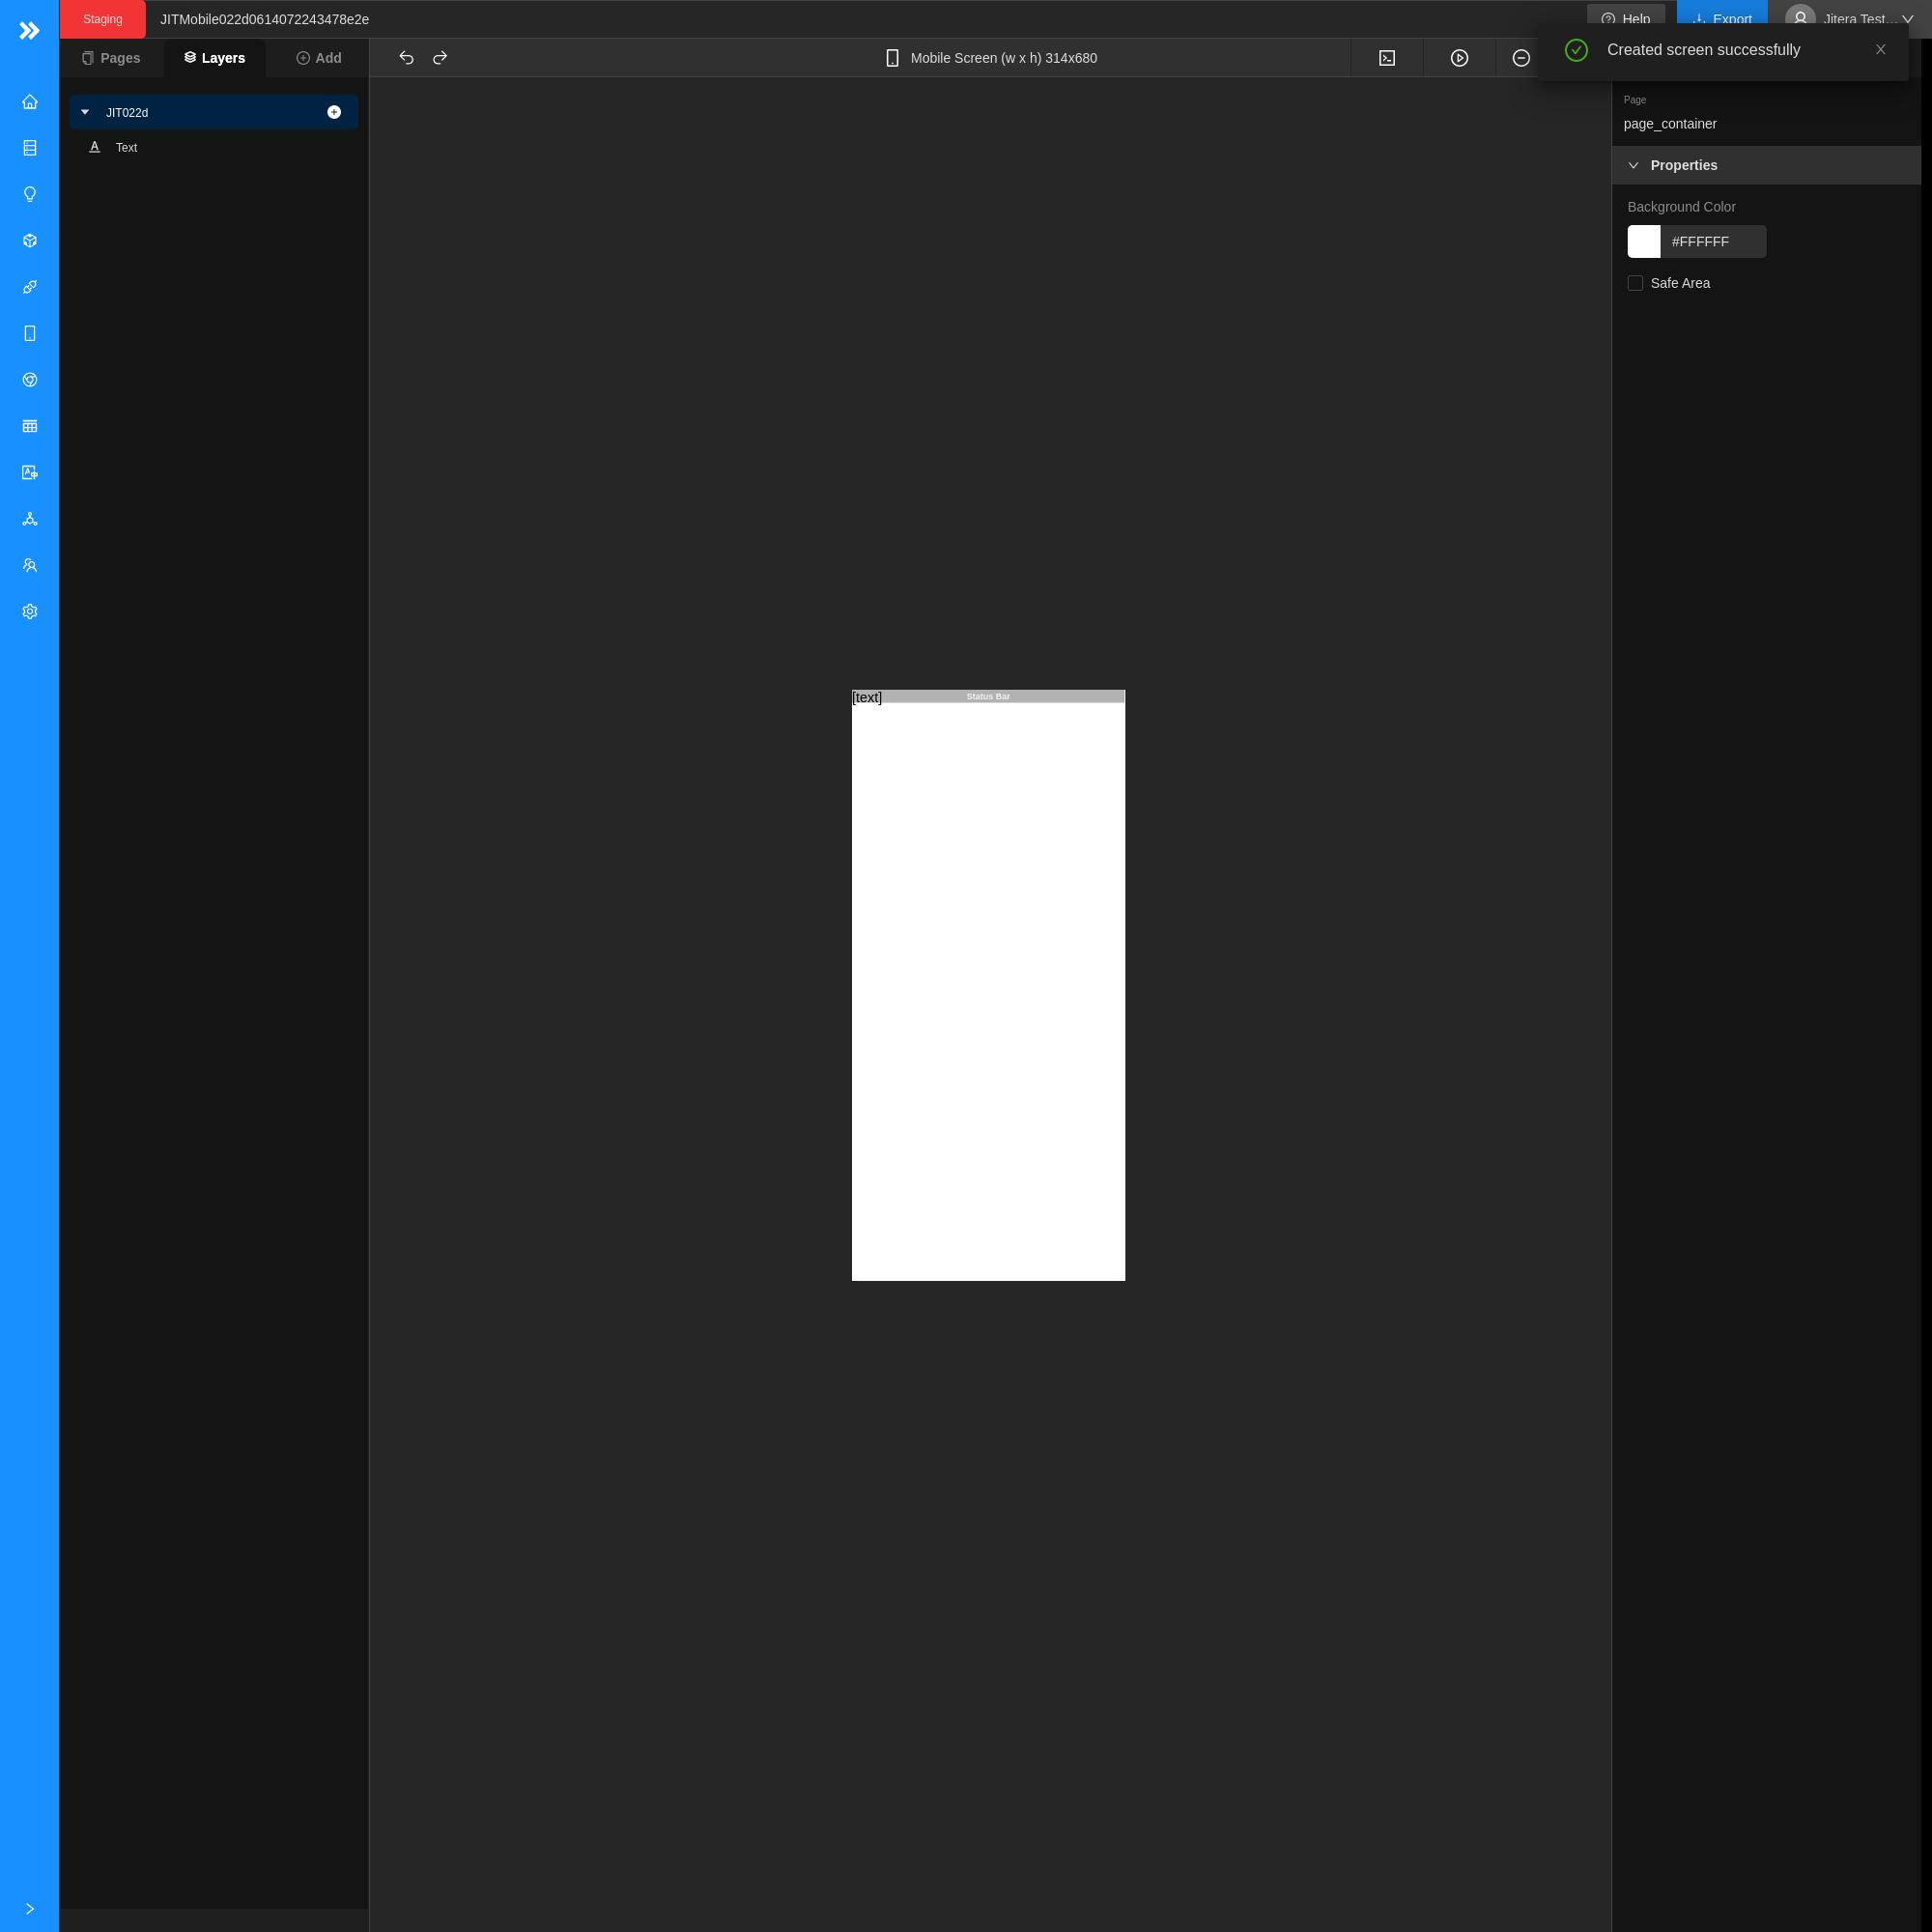 Staging
JITMobile022d0614072243478e2e
Help
Export
Jitera Test...
Created screen successfully
Pages
Layers
Add
Mobile Screen (w x h) 314x680
JIT022d
Text
Page
page_container
Properties
Background Color
#FFFFFF
Safe Area
[text]
Status Bar